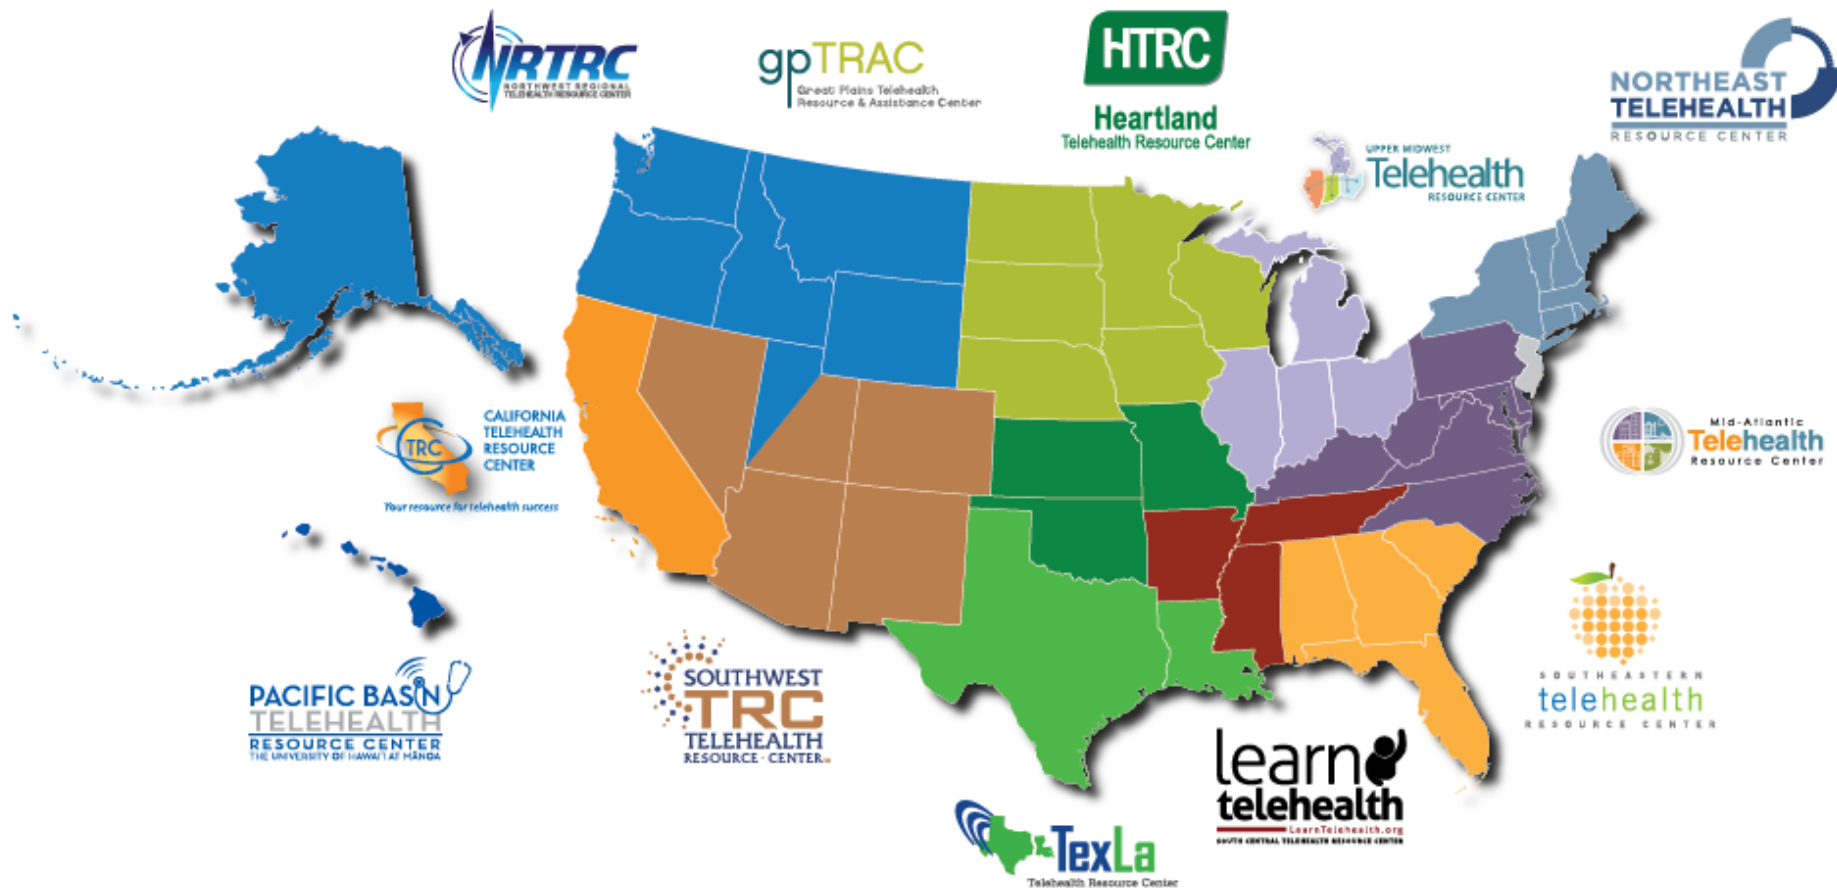 NRTRC
NORTHWEST REGIONAL
TELEHEALTH RESOURCE CENTER
gpTRAC
Great Plains Telehealth
Resource & Assistance Center
HTRC
Heartland
Telehealth Resource Center
UPPER MIDWEST
Telehealth
RESOURCE CENTER
NORTHEAST
TELEHEALTH
RESOURCE CENTER
TRC
CALIFORNIA
TELEHEALTH
RESOURCE
CENTER
Your resource for telehealth success
Mid-Atlantic
Telehealth
Resource Center
PACIFIC BASIN
TELEHEALTH
RESOURCE CENTER
THE UNIVERSITY OF HAWAI'I AT MĀNOA
SOUTHWEST
TRC
TELEHEALTH
RESOURCE · CENTER
SOUTHEASTERN
telehealth
RESOURCE CENTER
learn
telehealth
LearnTelehealth.org
SOUTH CENTRAL TELEHEALTH RESOURCE CENTER
TexLa
Telehealth Resource Center